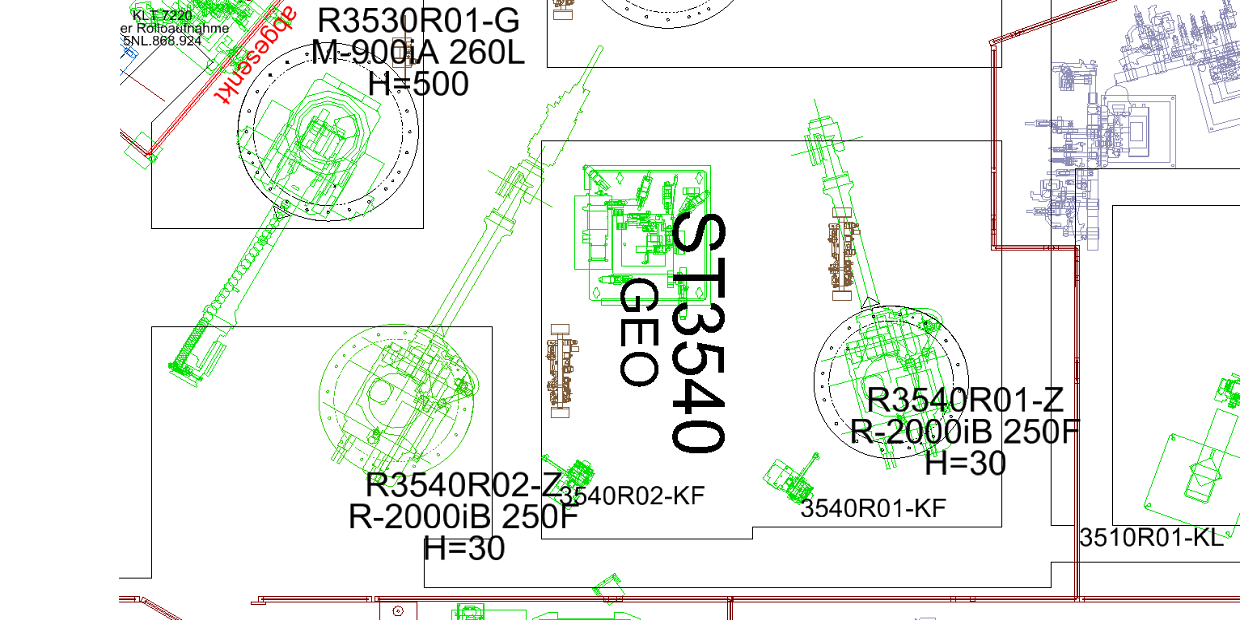 KLT 7220
er Rolloaufnahme
5NL.868.924
abgesenkt
R3530R01-G
M-900iA 260L
H=500
ST3540
GEO
R3540R01-Z
R-2000iB 250F
H=30
R3540R02-Z
R-2000iB 250F
H=30
3540R02-KF
3540R01-KF
3510R01-KL